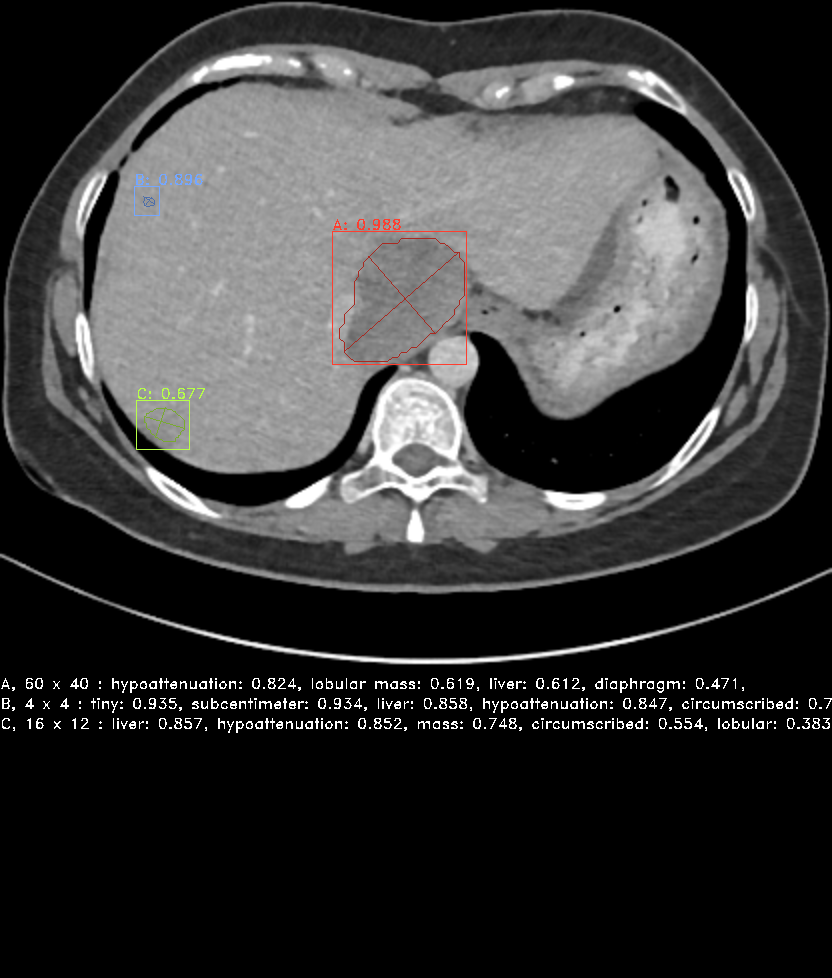 B: 0.596
A: 0.988
C: 0.677
A, 60 x 40 : hypoattenuation: 0.824, lobular mass: 0.619, liver: 0.612, diaphragm: 0.471,
B, 4 x 4 : tiny: 0.935, subcentimeter: 0.934, liver: 0.858, hypoattenuation: 0.847, circumscribed: 0.7
C, 16 x 12 : liver: 0.857, hypoattenuation: 0.852, mass: 0.748, circumscribed: 0.554, lobular: 0.383